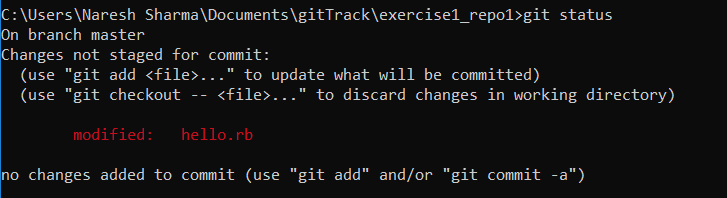 C:\Users\Naresh Sharma\Documents\gitTrack\exercise1_repo1>git status
On branch master
Changes not staged for commit:
  (use "git add <file>..." to update what will be committed)
  (use "git checkout -- <file>..." to discard changes in working directory)
        modified:   hello.rb
no changes added to commit (use "git add" and/or "git commit -a")